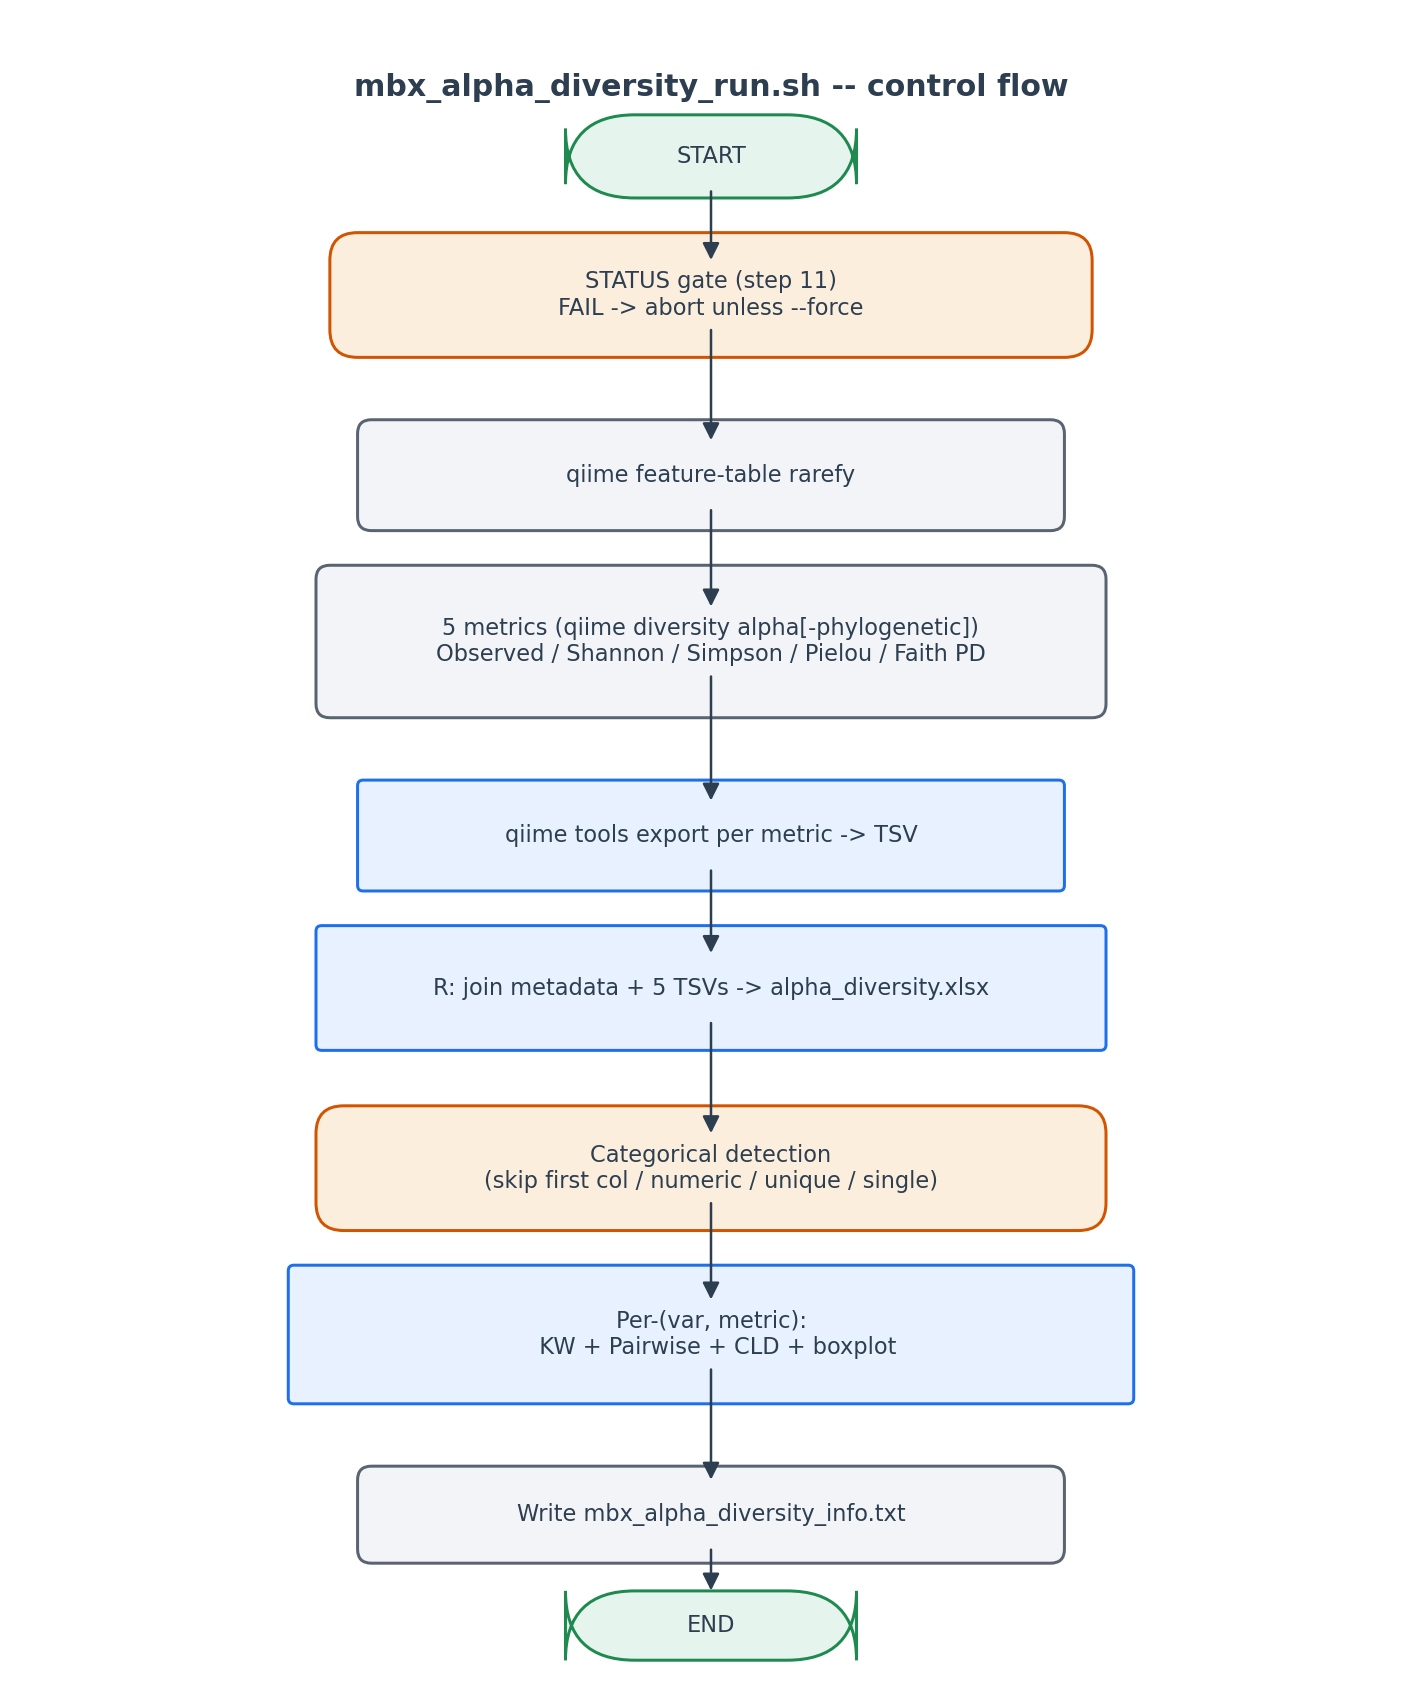 mbx_alpha_diversity_run.sh -- control flow
START
STATUS gate (step 11)
FAIL -> abort unless --force
qiime feature-table rarefy
5 metrics (qiime diversity alpha[-phylogenetic])
Observed / Shannon / Simpson / Pielou / Faith PD
qiime tools export per metric -> TSV
R: join metadata + 5 TSVs -> alpha_diversity.xlsx
Categorical detection
(skip first col / numeric / unique / single)
Per-(var, metric):
KW + Pairwise + CLD + boxplot
Write mbx_alpha_diversity_info.txt
END